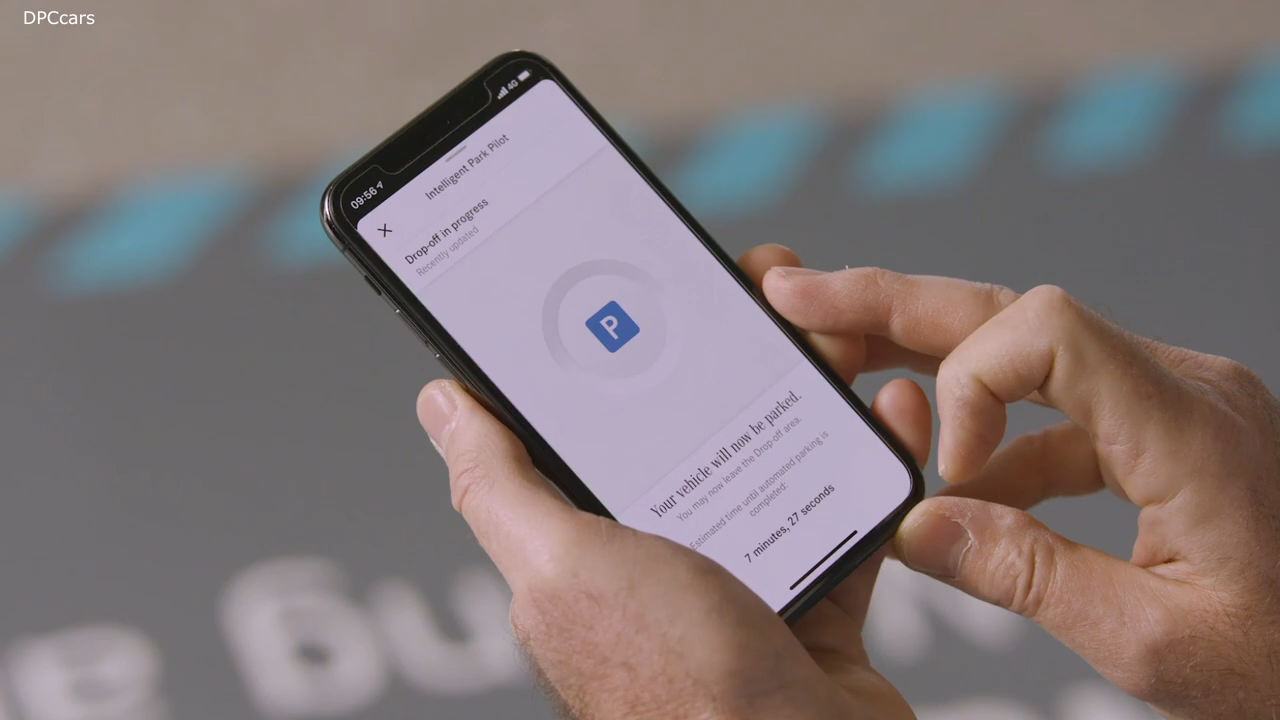 DPCcars
09:56
4G
Intelligent Park Pilot
Drop-off in progress
Recently updated
P
Your vehicle will now be parked.
You may now leave the Drop-off area.
Estimated time until automated parking is
completed:
7 minutes, 27 seconds